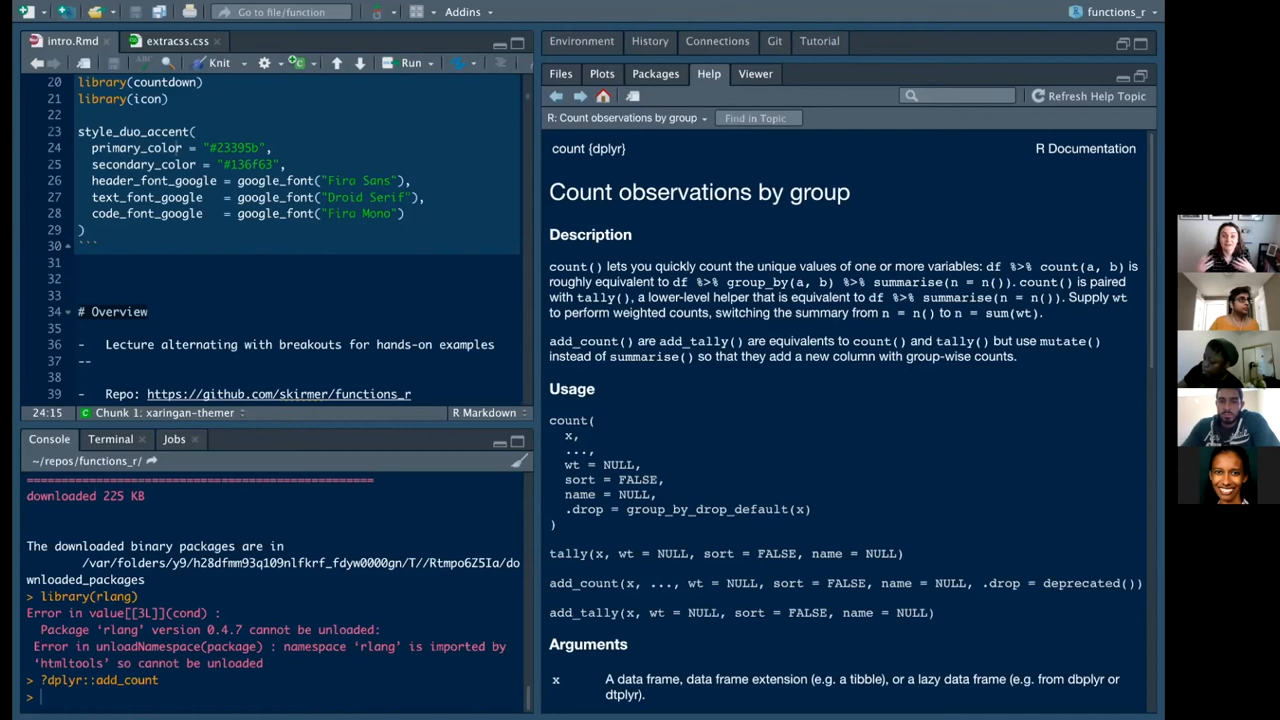 Go to file/function
Addins
functions_r
intro.Rmd
extracss.css
Knit
Run
20 library(countdown)
21 library(icon)
22
23 style_duo_accent(
24 primary_color = "#23395b",
25 secondary_color = "#136f63",
26 header_font_google = google_font("Fira Sans"),
27 text_font_google = google_font("Droid Serif"),
28 code_font_google = google_font("Fira Mono")
29 )
30 ```
31
32
33
34 # Overview
35
36 - Lecture alternating with breakouts for hands-on examples
37 --
38
39 - Repo: https://github.com/skirmer/functions_r
24:15 Chunk 1: xaringan-themer R Markdown
Console Terminal Jobs
~/repos/functions_r/
==================================================
downloaded 225 KB
The downloaded binary packages are in
/var/folders/y9/h28dfmm93q109nlfkrf_fdyw0000gn/T//Rtmpo6Z5Ia/do
wnloaded_packages
> library(rlang)
Error in value[[3L]](cond) :
Package ‘rlang’ version 0.4.7 cannot be unloaded:
Error in unloadNamespace(package) : namespace ‘rlang’ is imported by
‘htmltools’ so cannot be unloaded
> ?dplyr::add_count
>
Environment History Connections Git Tutorial
Files Plots Packages Help Viewer
Refresh Help Topic
R: Count observations by group Find in Topic
count {dplyr} R Documentation
Count observations by group
Description
count() lets you quickly count the unique values of one or more variables: df %>% count(a, b) is
roughly equivalent to df %>% group_by(a, b) %>% summarise(n = n()). count() is paired
with tally(), a lower-level helper that is equivalent to df %>% summarise(n = n()). Supply wt
to perform weighted counts, switching the summary from n = n() to n = sum(wt).
add_count() are add_tally() are equivalents to count() and tally() but use mutate()
instead of summarise() so that they add a new column with group-wise counts.
Usage
count(
x,
...,
wt = NULL,
sort = FALSE,
name = NULL,
.drop = group_by_drop_default(x)
)
tally(x, wt = NULL, sort = FALSE, name = NULL)
add_count(x, ..., wt = NULL, sort = FALSE, name = NULL, .drop = deprecated())
add_tally(x, wt = NULL, sort = FALSE, name = NULL)
Arguments
x A data frame, data frame extension (e.g. a tibble), or a lazy data frame (e.g. from dbplyr or
dtplyr).